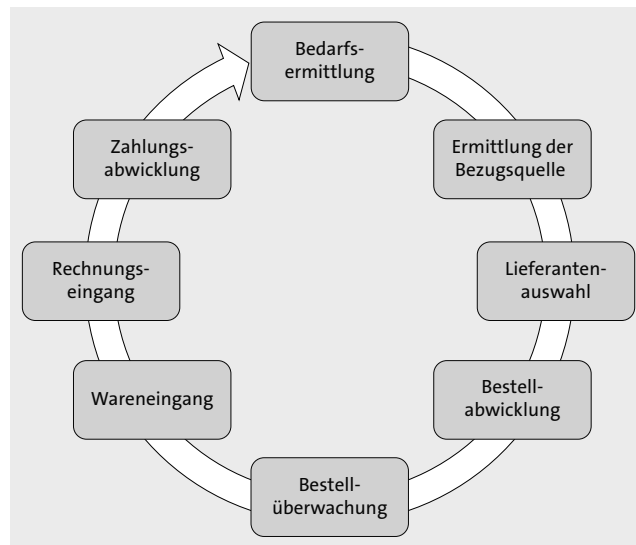 Bedarfs-
ermittlung
Ermittlung der
Bezugsquelle
Lieferanten-
auswahl
Bestell-
abwicklung
Bestell-
überwachung
Wareneingang
Rechnungs-
eingang
Zahlungs-
abwicklung